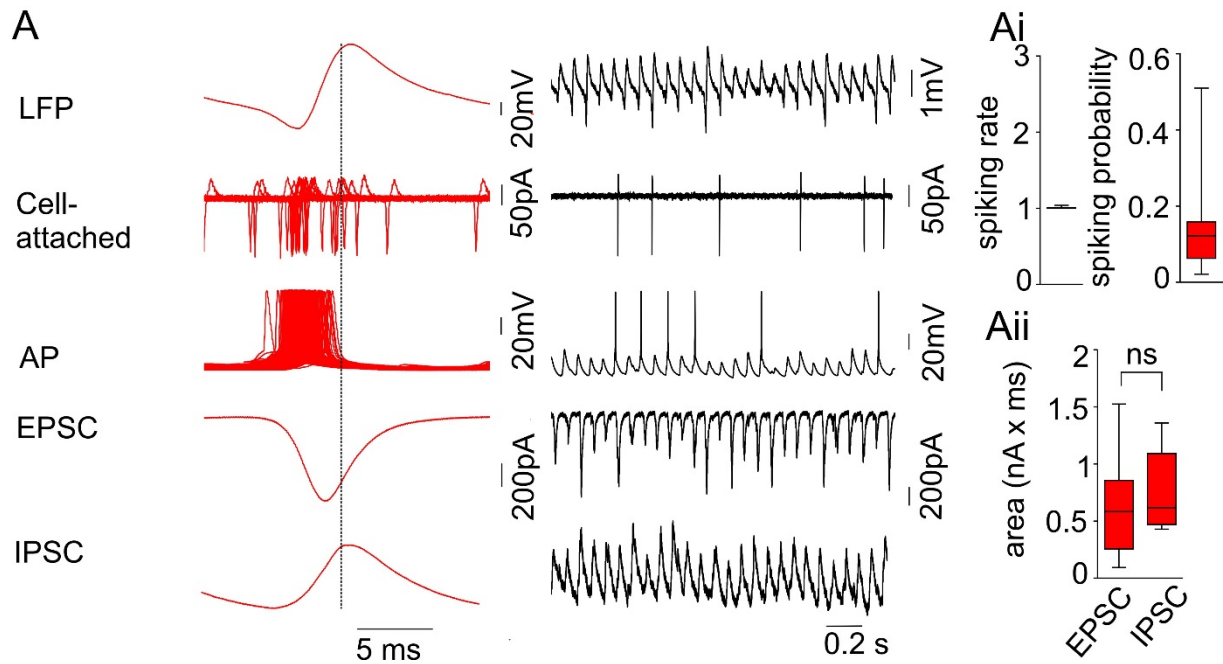 A
LFP
Cell-
attached
AP
EPSC
IPSC
20mV
50pA
20mV
200pA
5 ms
1mV
50pA
20mV
200pA
0.2 s
Ai
spiking rate
3
2
1
0
spiking probability
0.6
0.4
0.2
0
Aii
area (nA x ms)
2
1.5
1
0.5
0
ns
EPSC
IPSC